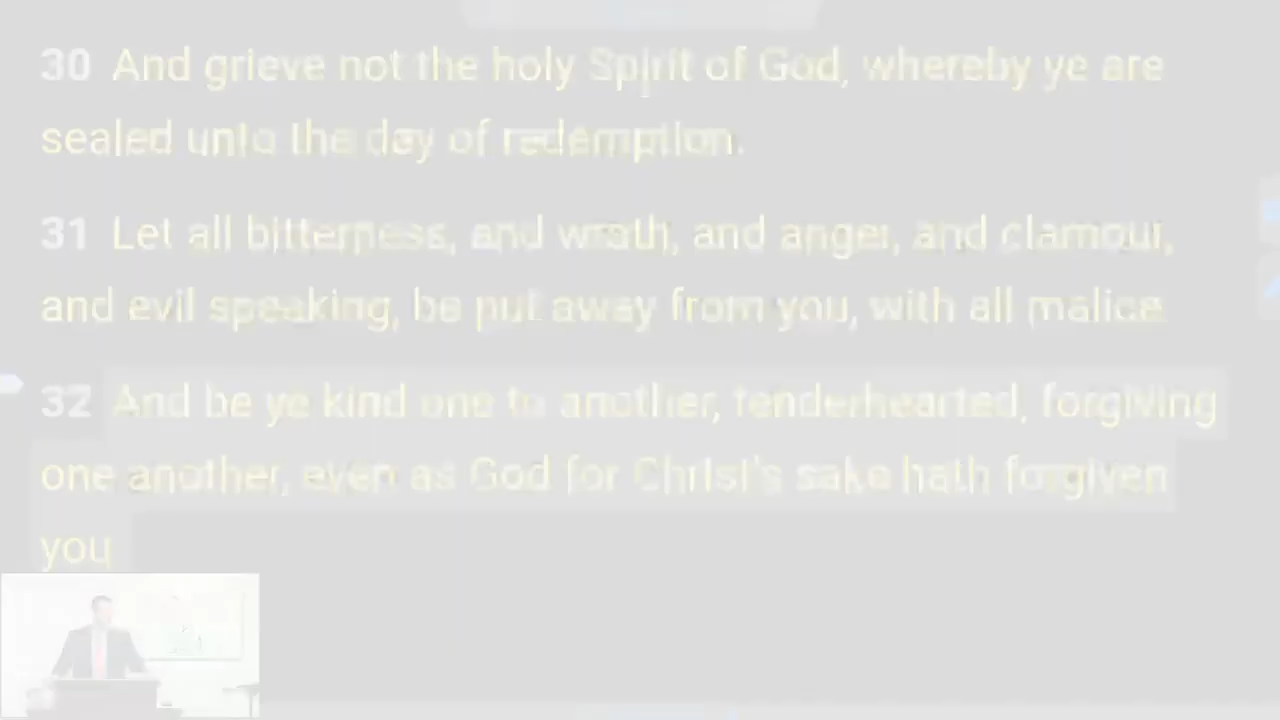 30 And grieve not the holy Spirit of God, whereby ye are
sealed unto the day of redemption.
31 Let all bitterness, and wrath, and anger, and clamour,
and evil speaking, be put away from you, with all malice
32 And be ye kind one to another, tenderhearted, forgiving
one another, even as God for Christ's sake hath forgiven
you